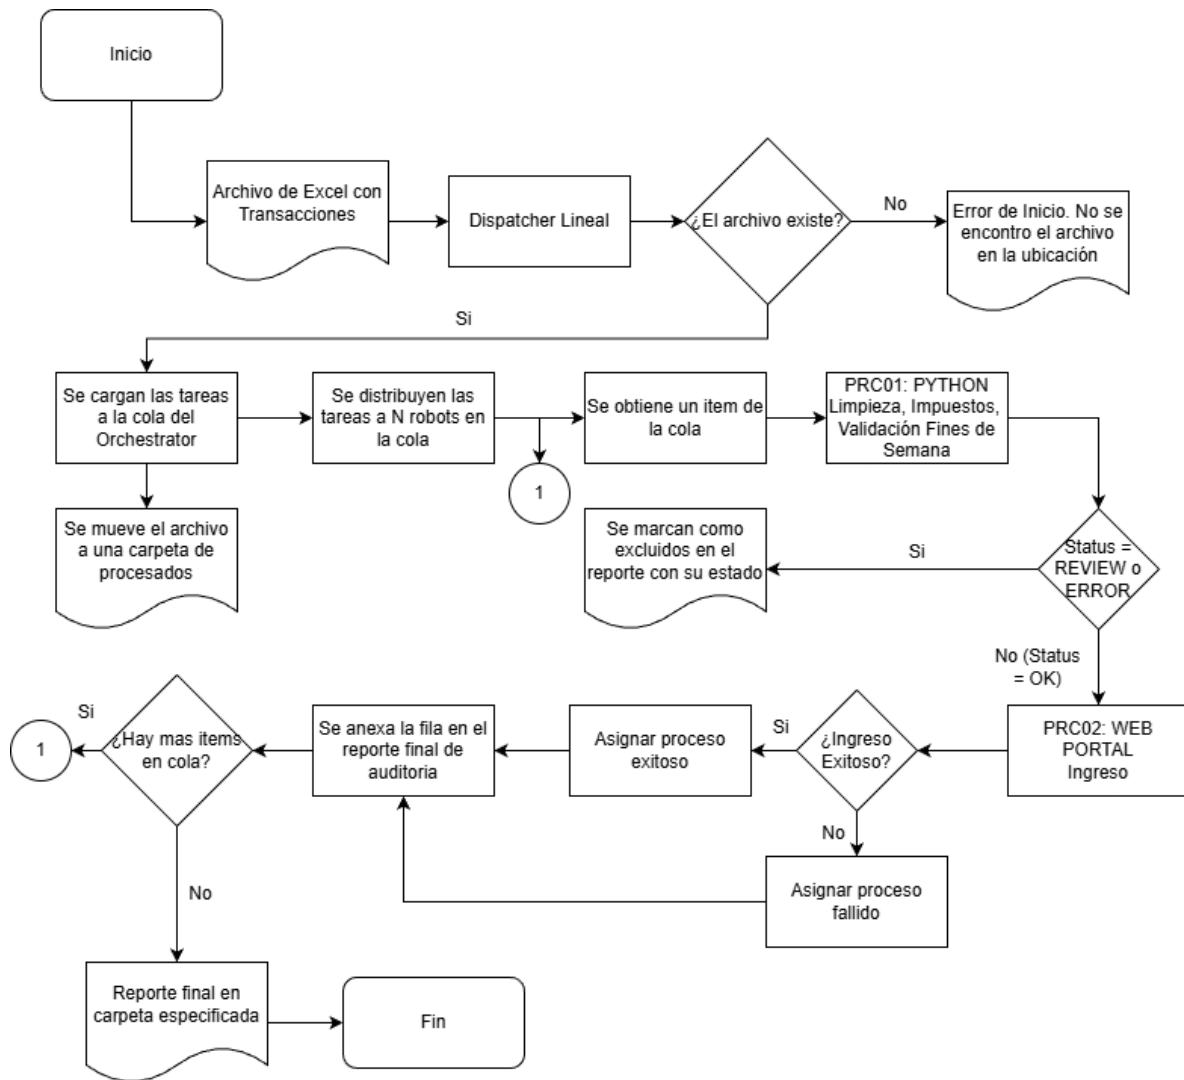 Inicio
Archivo de Excel con
Transacciones
Dispatcher Lineal
¿El archivo existe?
No
Error de Inicio. No se
encontro el archivo
en la ubicación
Si
Se cargan las tareas
a la cola del
Orchestrator
Se distribuyen las
tareas a N robots en
la cola
Se obtiene un item de
la cola
PRC01: PYTHON
Limpieza, Impuestos,
Validación Fines de
Semana
1
Se mueve el archivo
a una carpeta de
procesados
Se marcan como
excluidos en el
reporte con su estado
Si
Status =
REVIEW o
ERROR
No (Status
= OK)
1
Si
¿Hay mas items
en cola?
Se anexa la fila en el
reporte final de
auditoria
Asignar proceso
exitoso
Si
¿Ingreso
Exitoso?
PRC02: WEB
PORTAL
Ingreso
No
Asignar proceso
fallido
No
Reporte final en
carpeta especificada
Fin